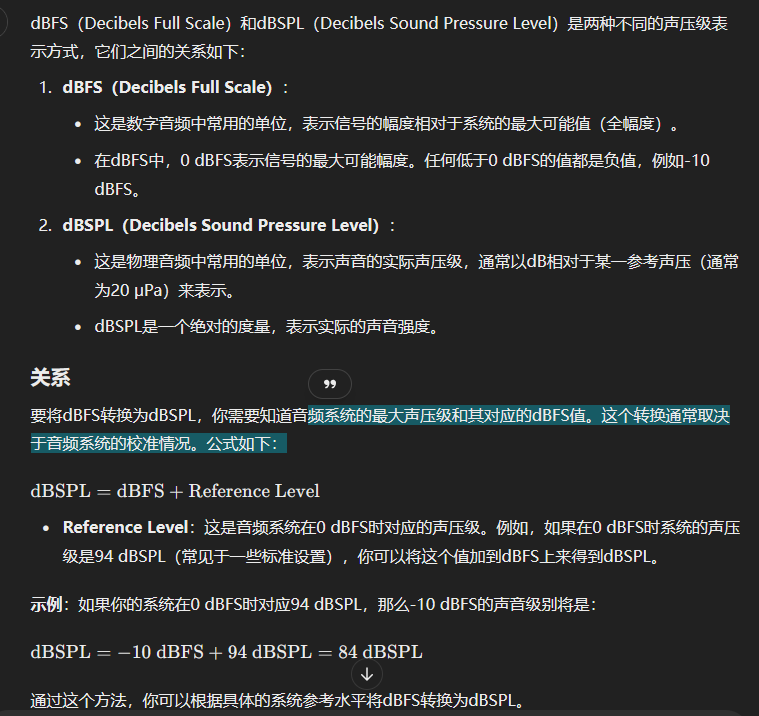 dBFS（Decibels Full Scale）和dBSPL（Decibels Sound Pressure Level）是两种不同的声压级表
示方式，它们之间的关系如下：
1. dBFS（Decibels Full Scale）：
• 这是数字音频中常用的单位，表示信号的幅度相对于系统的最大可能值（全幅度）。
• 在dBFS中，0 dBFS表示信号的最大可能幅度。任何低于0 dBFS的值都是负值，例如-10
dBFS。
2. dBSPL（Decibels Sound Pressure Level）：
• 这是物理音频中常用的单位，表示声音的实际声压级，通常以dB相对于某一参考声压（通常
为20 μPa）来表示。
• dBSPL是一个绝对的度量，表示实际的声音强度。
关系
要将dBFS转换为dBSPL，你需要知道音频系统的最大声压级和其对应的dBFS值。这个转换通常取决
于音频系统的校准情况。公式如下：
dBSPL = dBFS + Reference Level
• Reference Level：这是音频系统在0 dBFS时对应的声压级。例如，如果在0 dBFS时系统的声压
级是94 dBSPL（常见于一些标准设置），你可以将这个值加到dBFS上来得到dBSPL。
示例：如果你的系统在0 dBFS时对应94 dBSPL，那么-10 dBFS的声音级别将是：
dBSPL = −10 dBFS + 94 dBSPL = 84 dBSPL
通过这个方法，你可以根据具体的系统参考水平将dBFS转换为dBSPL。